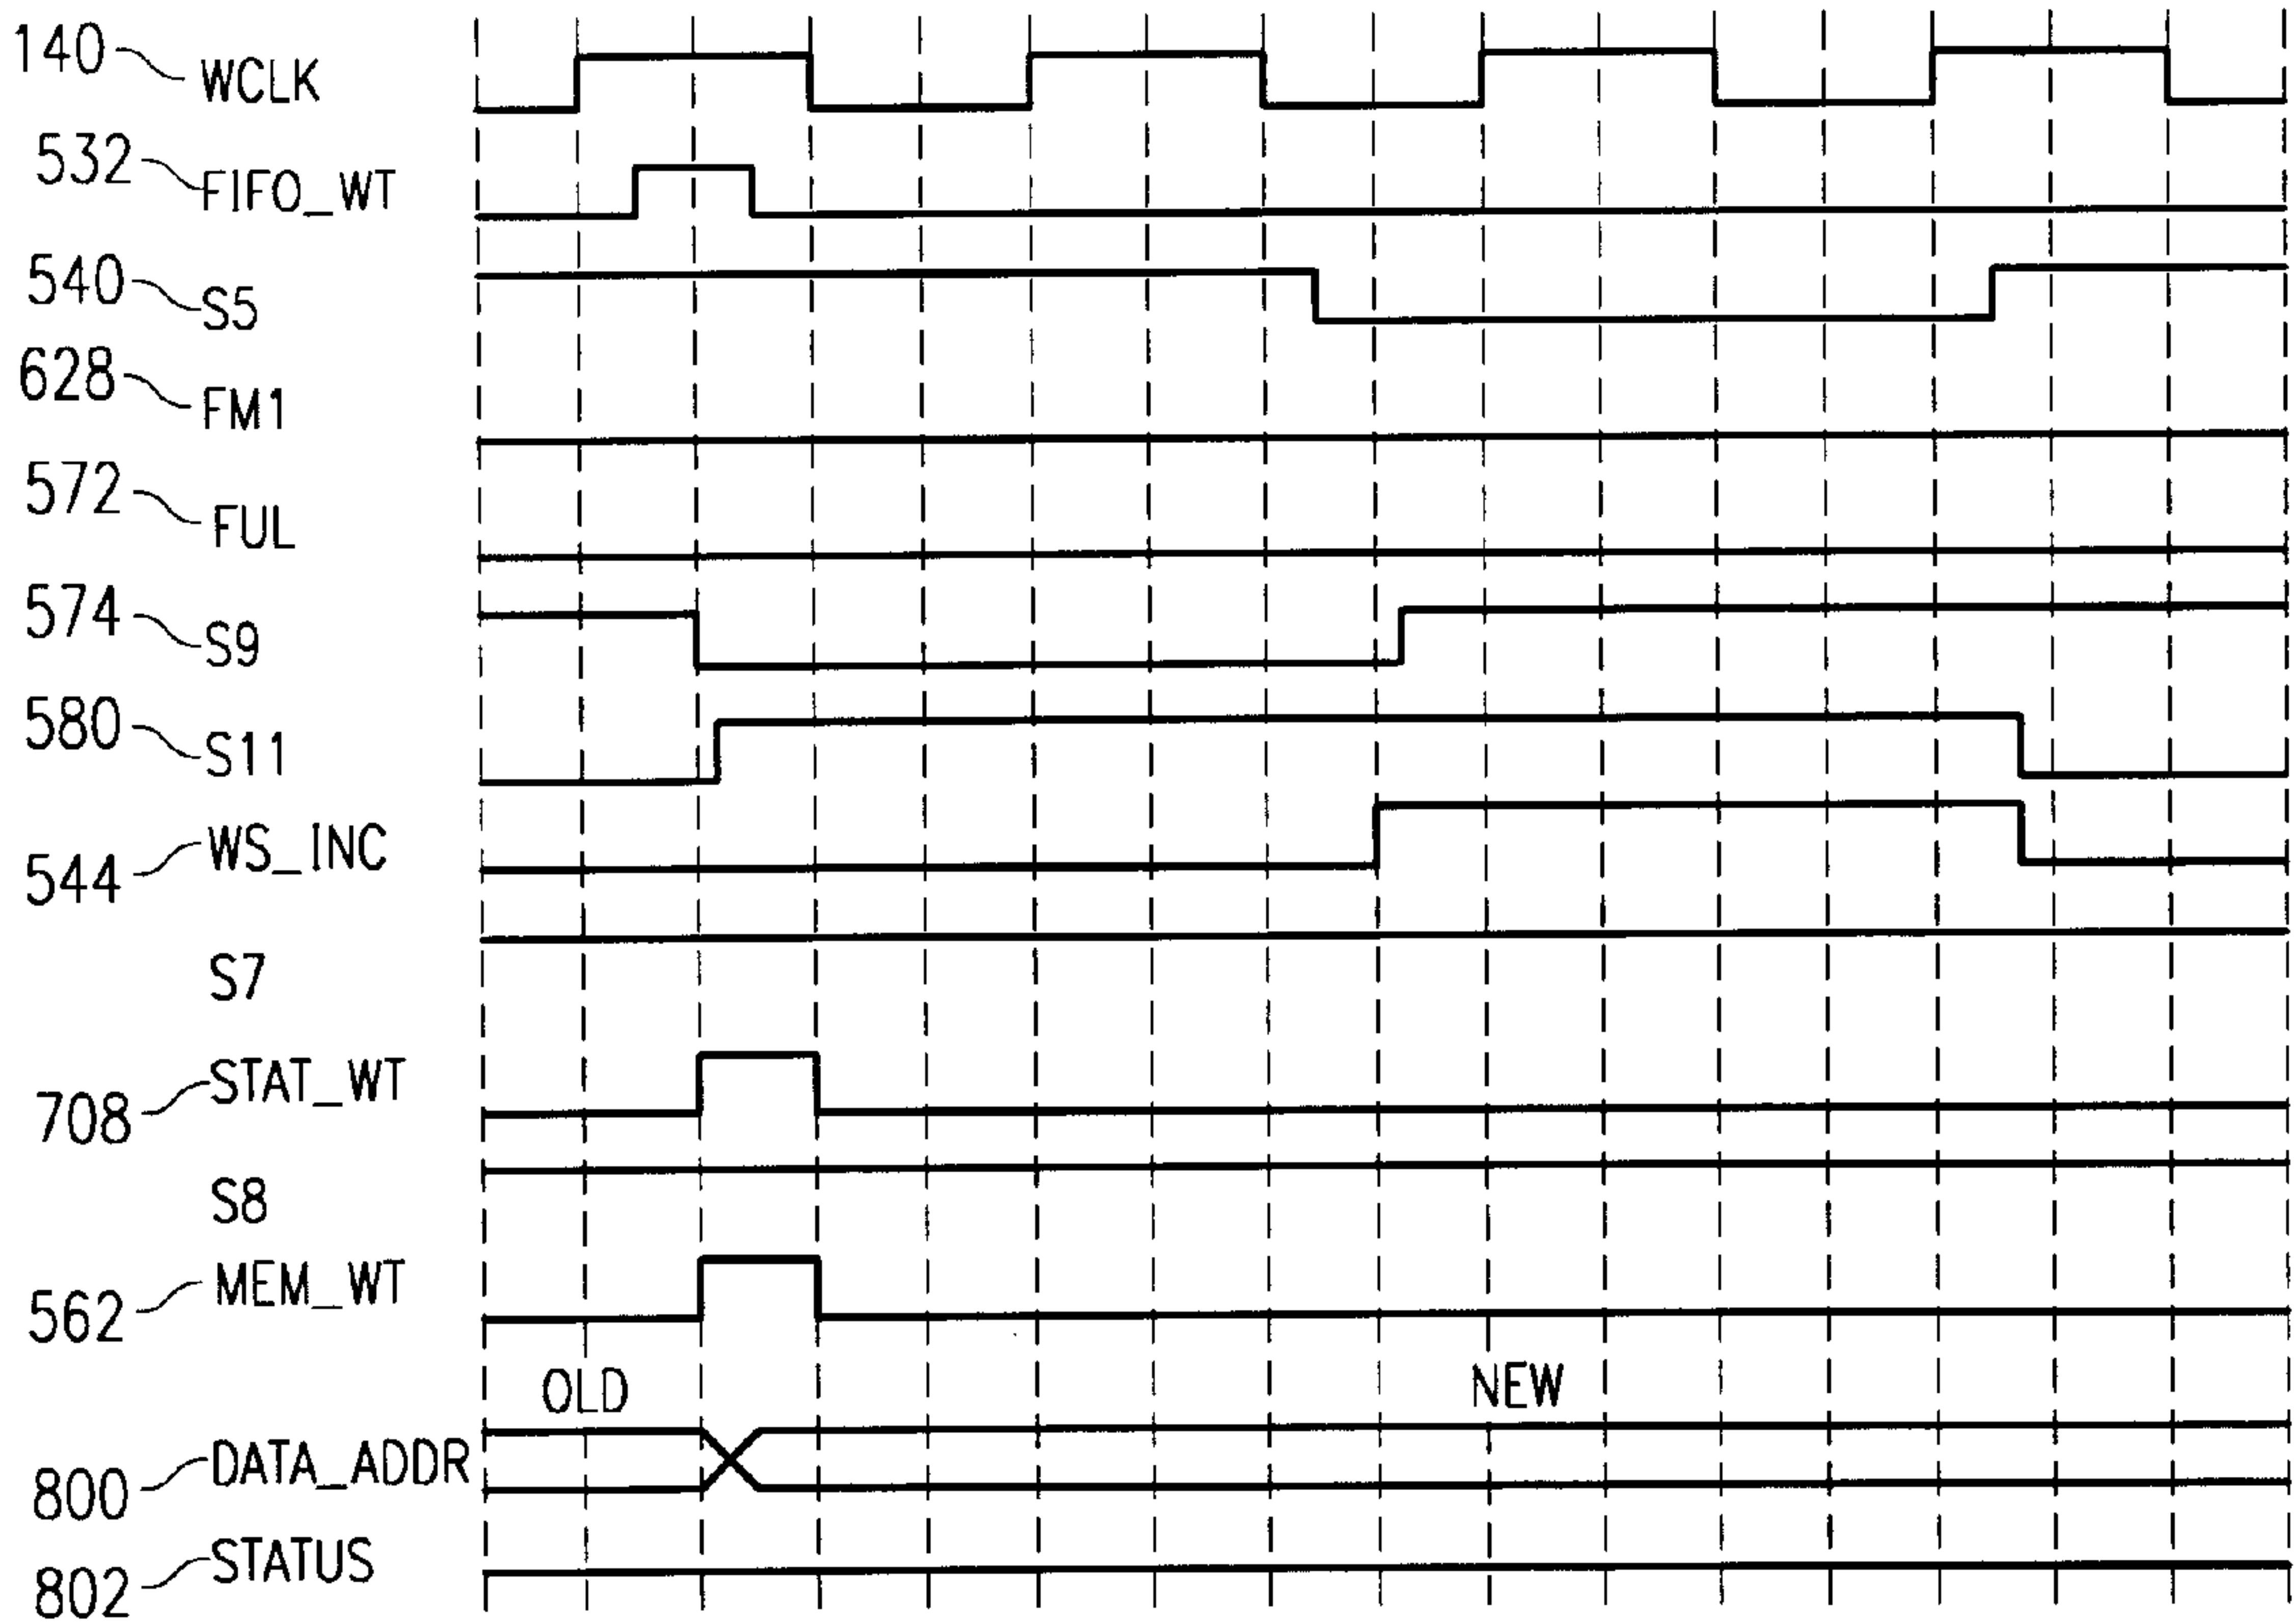 140 WCLK
532 FIFO_WT
540 S5
628 FM1
572 FUL
574 S9
580 S11
544 WS_INC
S7
708 STAT_WT
S8
562 MEM_WT
OLD NEW
800 DATA_ADDR
802 STATUS